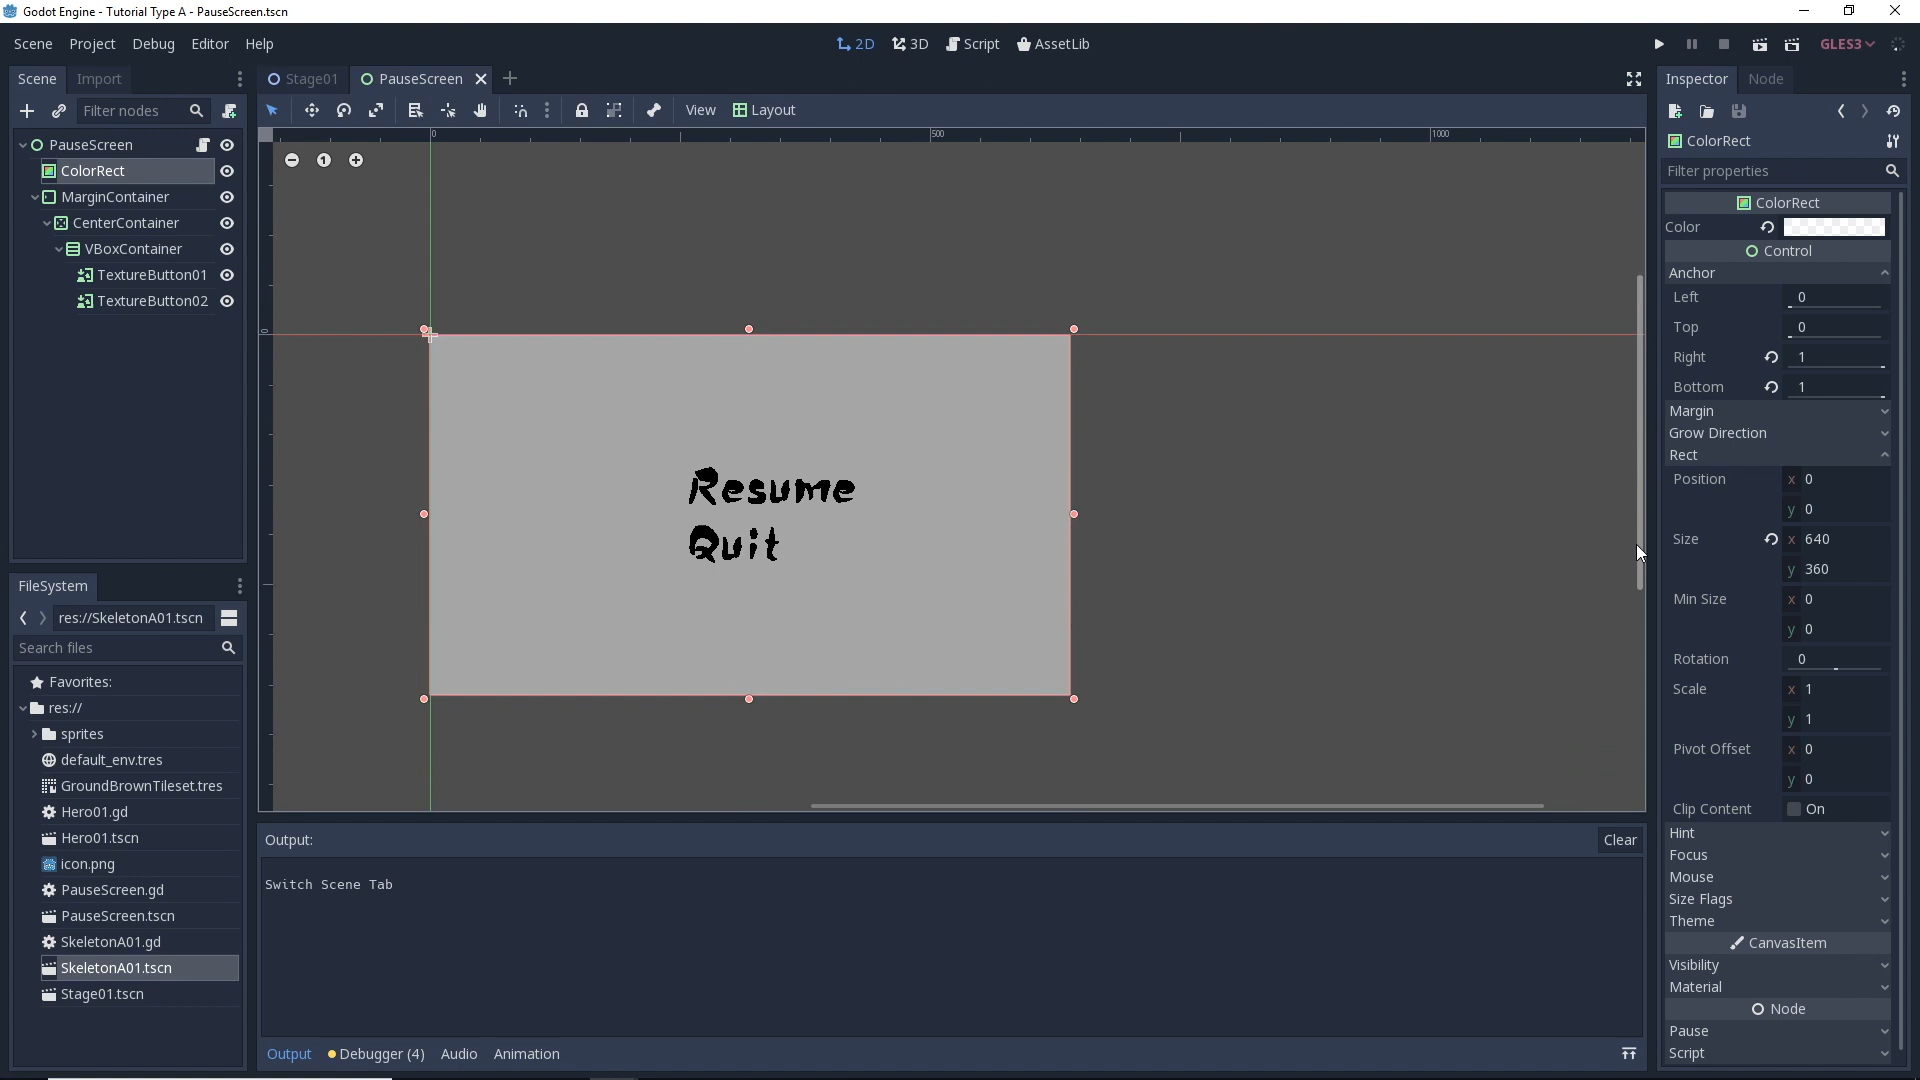 Godot Engine - Tutorial Type A - PauseScreen.tscn
Scene Project Debug Editor Help
2D 3D Script AssetLib
GLES3
Scene Import
Stage01 PauseScreen
Inspector Node
Filter nodes
View Layout
0 500 1000
0
1
PauseScreen
ColorRect
MarginContainer
CenterContainer
VBoxContainer
TextureButton01
TextureButton02
FileSystem
res://SkeletonA01.tscn
Search files
Favorites:
res://
sprites
default_env.tres
GroundBrownTileset.tres
Hero01.gd
Hero01.tscn
icon.png
PauseScreen.gd
PauseScreen.tscn
SkeletonA01.gd
SkeletonA01.tscn
Stage01.tscn
Resume
Quit
Output:
Clear
Switch Scene Tab
Output Debugger (4) Audio Animation
ColorRect
Filter properties
ColorRect
Color
Control
Anchor
Left 0
Top 0
Right 1
Bottom 1
Margin
Grow Direction
Rect
Position x 0
y 0
Size x 640
y 360
Min Size x 0
y 0
Rotation 0
Scale x 1
y 1
Pivot Offset x 0
y 0
Clip Content On
Hint
Focus
Mouse
Size Flags
Theme
CanvasItem
Visibility
Material
Node
Pause
Script